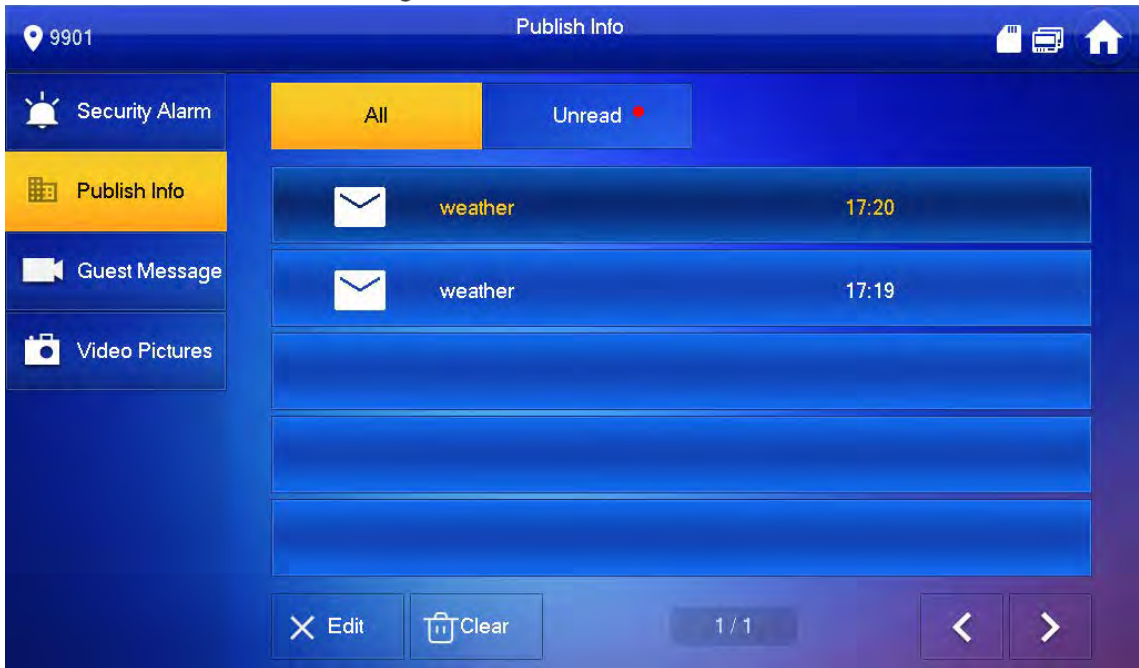 9901
Publish Info
Security Alarm
Publish Info
Guest Message
Video Pictures
All
Unread
weather 17:20
weather 17:19
Edit
Clear
1 / 1